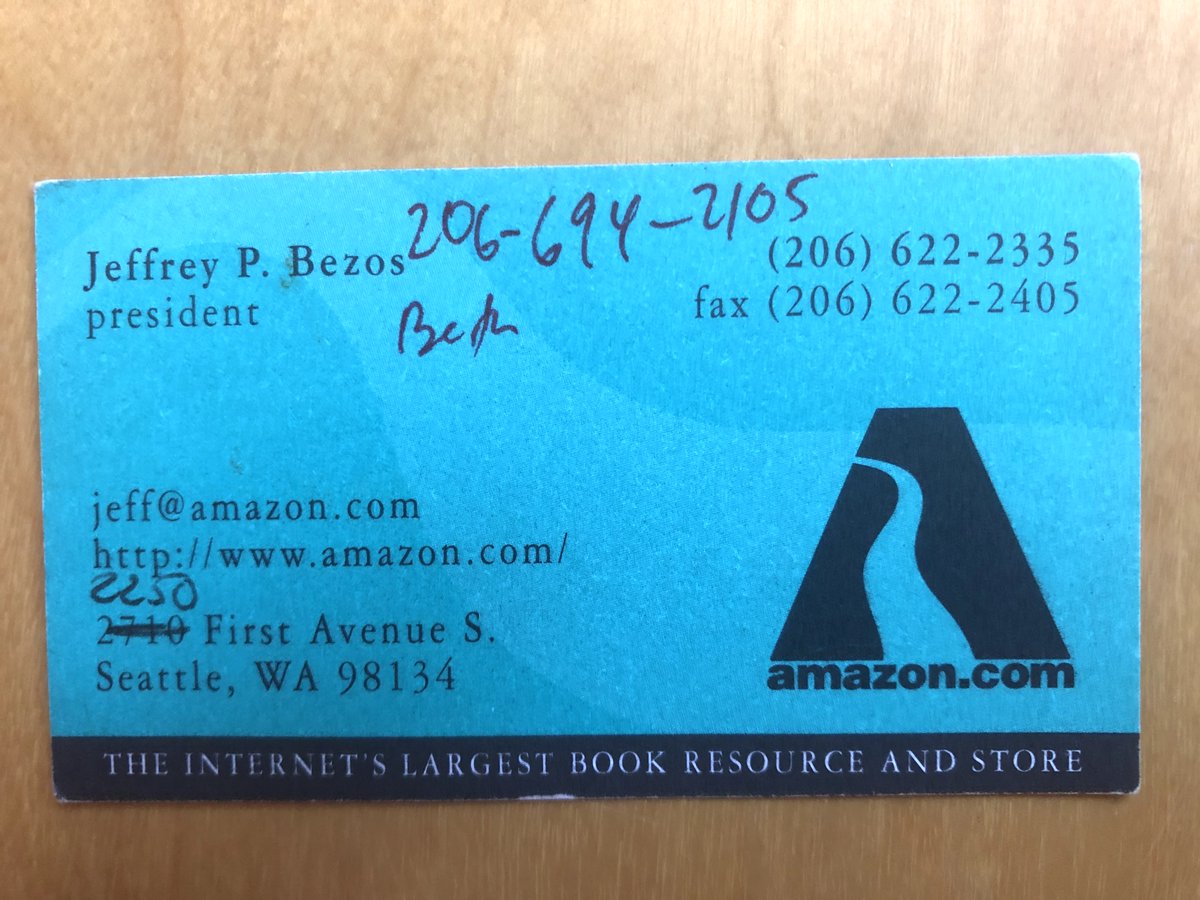 206-694-2105
Jeffrey P. Bezos
president
Beth
(206) 622-2335
fax (206) 622-2405
jeff@amazon.com
http://www.amazon.com/
2250
2710 First Avenue S.
Seattle, WA 98134
amazon.com
THE INTERNET'S LARGEST BOOK RESOURCE AND STORE